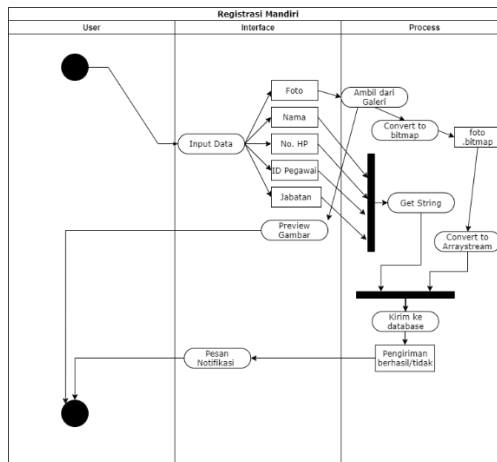 Registrasi Mandiri
User
Interface
Process
Foto
Ambil dari
Galeri
Nama
Convert to
bitmap
foto
.bitmap
Input Data
No. HP
ID Pegawai
Jabatan
Get String
Preview
Gambar
Convert to
Arraystream
Kirim ke
database
Pesan
Notifikasi
Pengiriman
berhasil/tidak